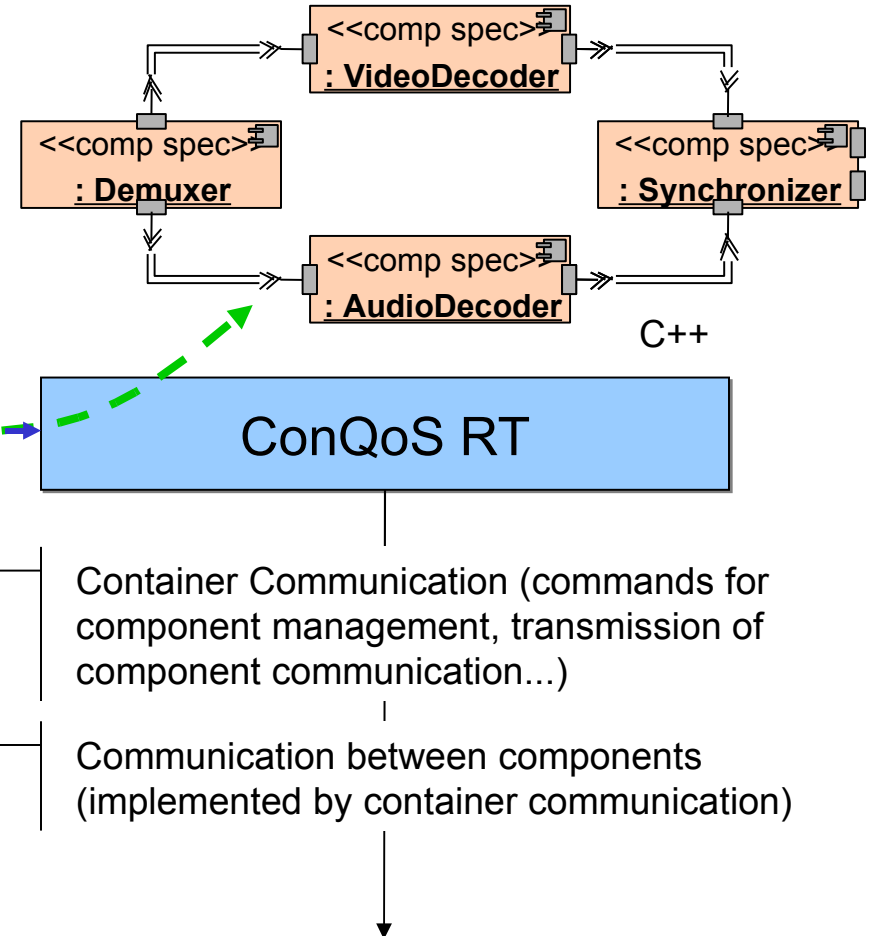 <<comp spec>>
: VideoDecoder
<<comp spec>>
: Demuxer
<<comp spec>>
: Synchronizer
<<comp spec>>
: AudioDecoder
C++
ConQoS RT
Container Communication (commands for
component management, transmission of
component communication...)
Communication between components
(implemented by container communication)